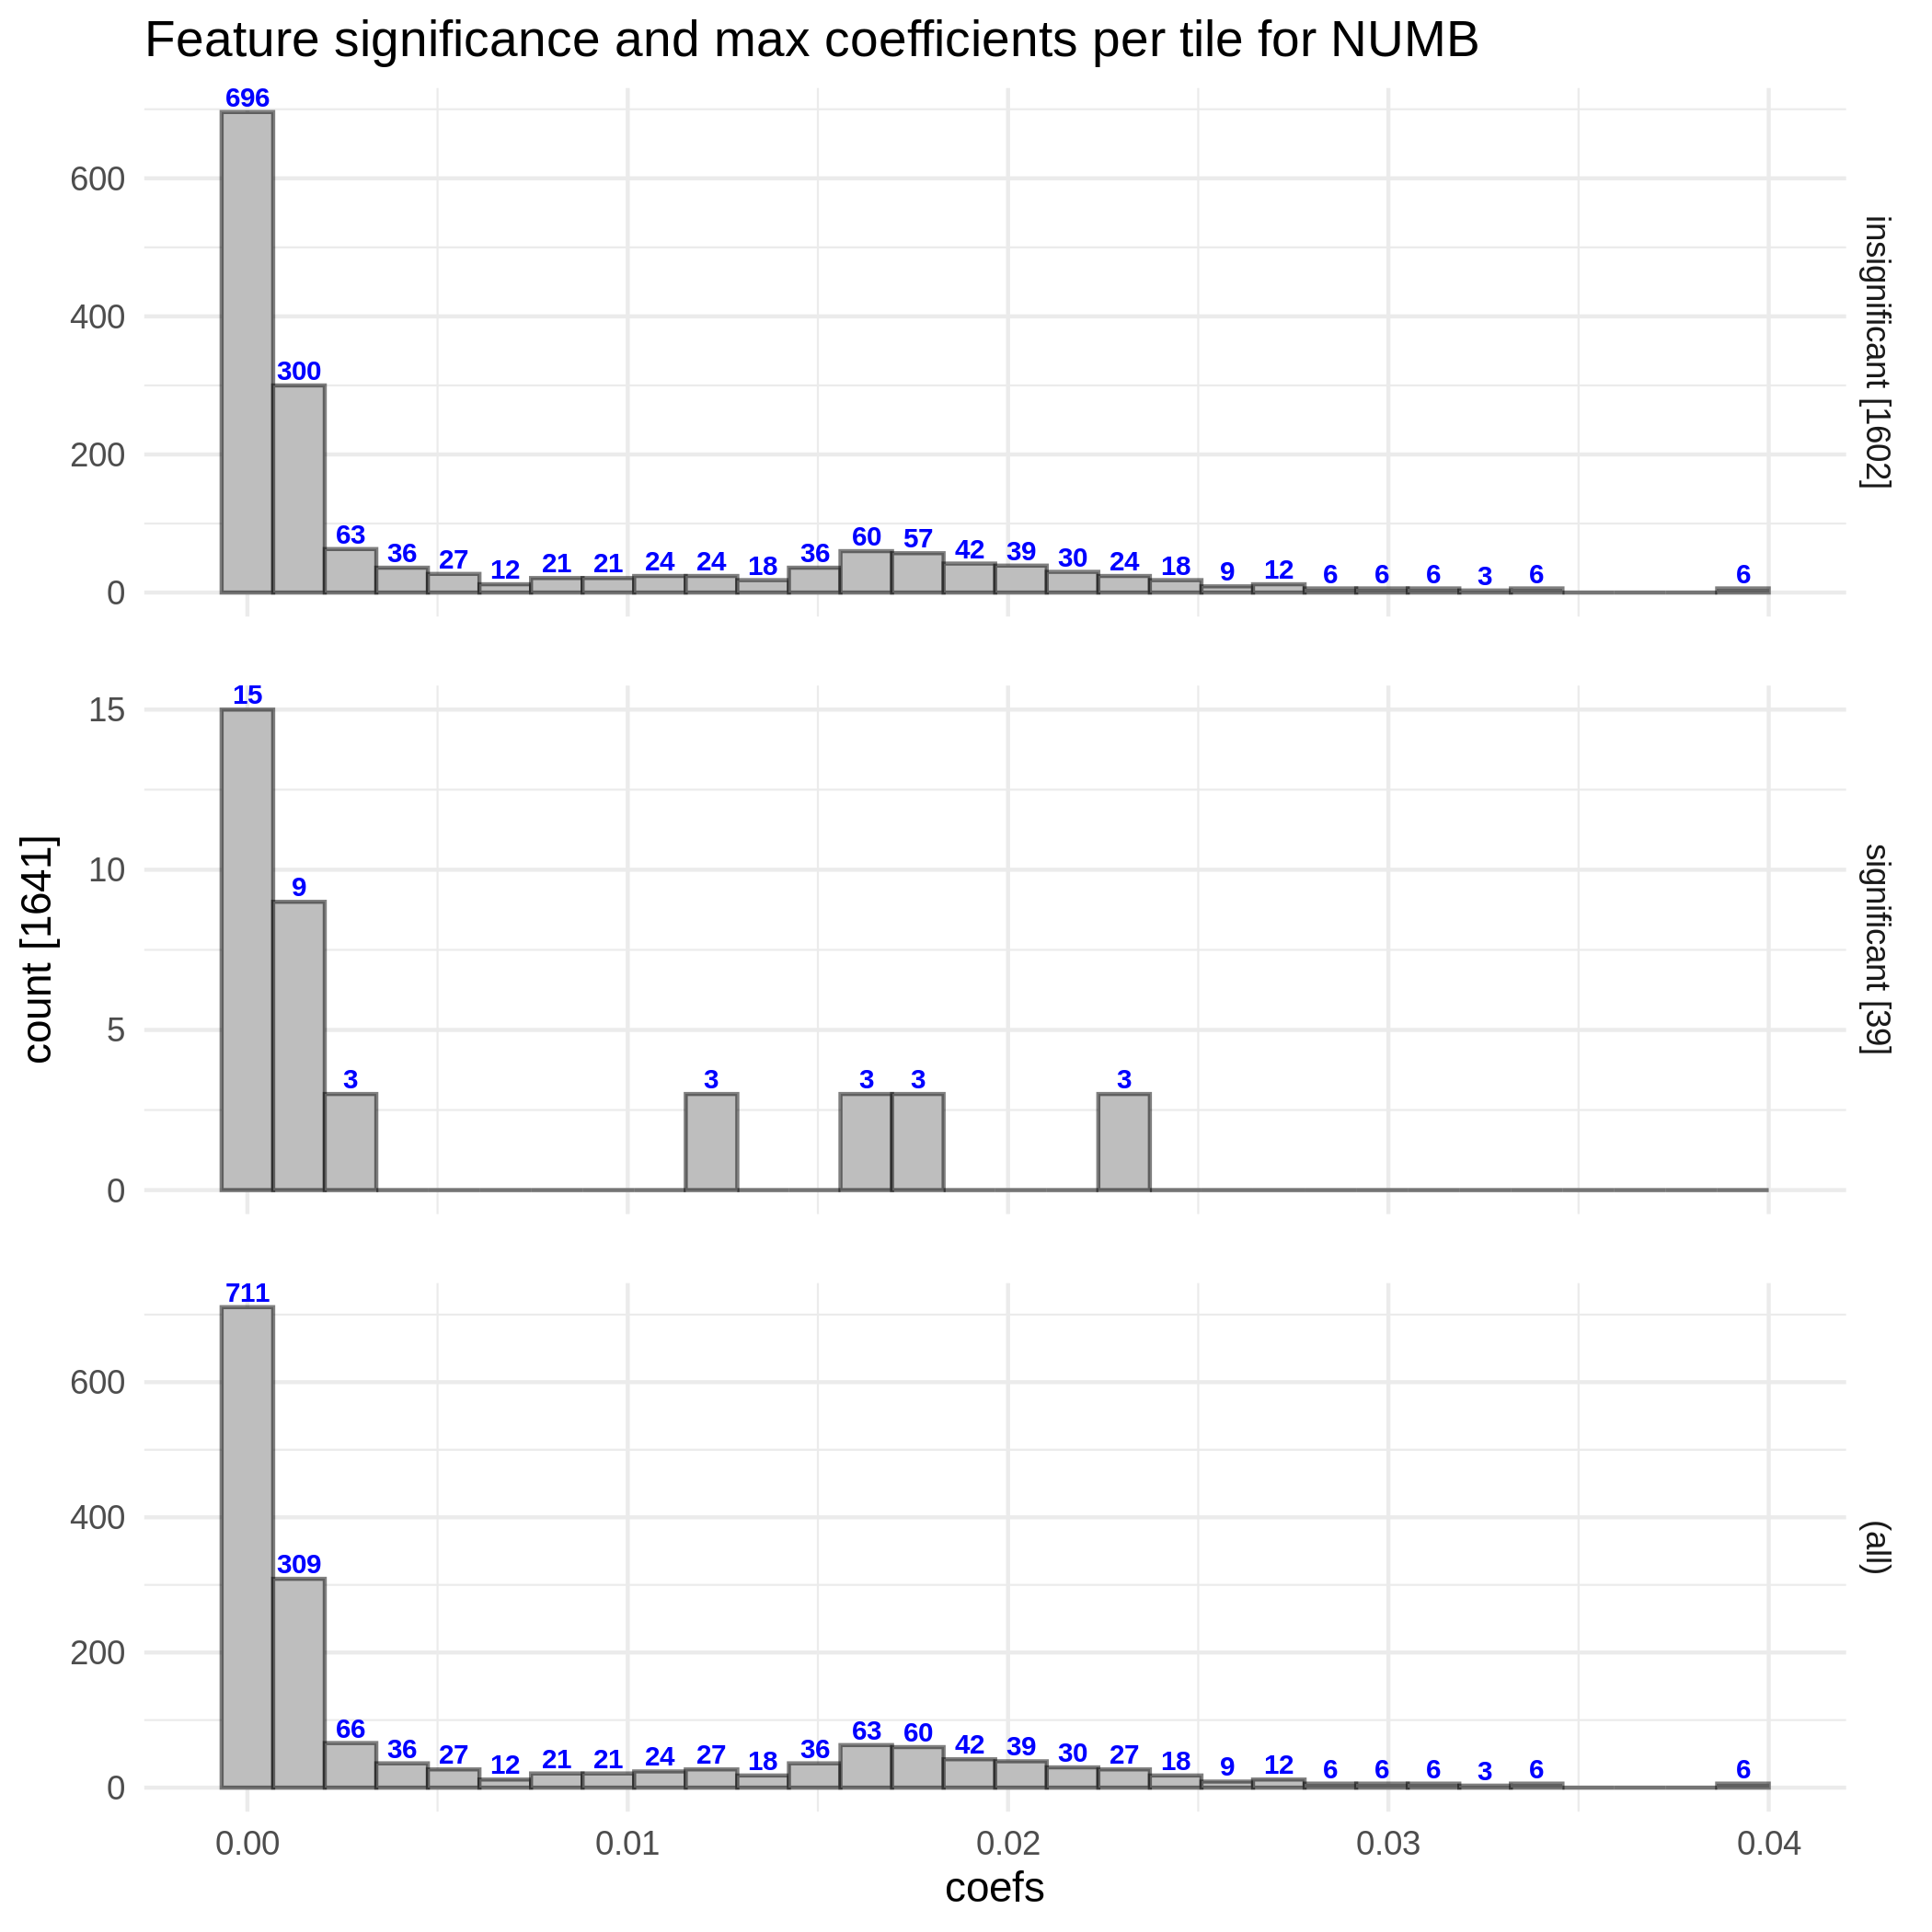 Feature significance and max coefficients per tile for NUMB
696
600
300
400
200
63 36 27 12 21 21 24 24 18 36 60 57 42 39 30 24 18 9 12 6 6 6 3 6 6
0
insignificant [1602]
15
15
9
10
5
3 3 3 3 3
0
significant [39]
count [1641]
711
600
400
309
200
66 36 27 12 21 21 24 27 18 36 63 60 42 39 30 27 18 9 12 6 6 6 3 6 6
0
(all)
0.00 0.01 0.02 0.03 0.04
coefs